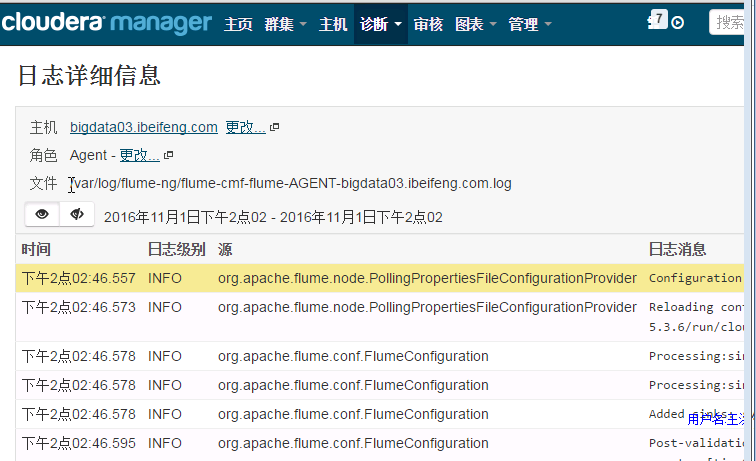 cloudera manager 主页 群集 主机 诊断 审核 图表 管理 7 搜索
日志详细信息
主机 bigdata03.ibeifeng.com 更改...
角色 Agent - 更改...
文件 /var/log/flume-ng/flume-cmf-flume-AGENT-bigdata03.ibeifeng.com.log
2016年11月1日下午2点02 - 2016年11月1日下午2点02
时间 日志级别 源 日志消息
下午2点02:46.557 INFO org.apache.flume.node.PollingPropertiesFileConfigurationProvider Configuration
下午2点02:46.573 INFO org.apache.flume.node.PollingPropertiesFileConfigurationProvider Reloading con
5.3.6/run/clou
下午2点02:46.578 INFO org.apache.flume.conf.FlumeConfiguration Processing:sin
下午2点02:46.578 INFO org.apache.flume.conf.FlumeConfiguration Processing:sin
下午2点02:46.578 INFO org.apache.flume.conf.FlumeConfiguration Added sinks:
用户名:王
下午2点02:46.595 INFO org.apache.flume.conf.FlumeConfiguration Post-validatio